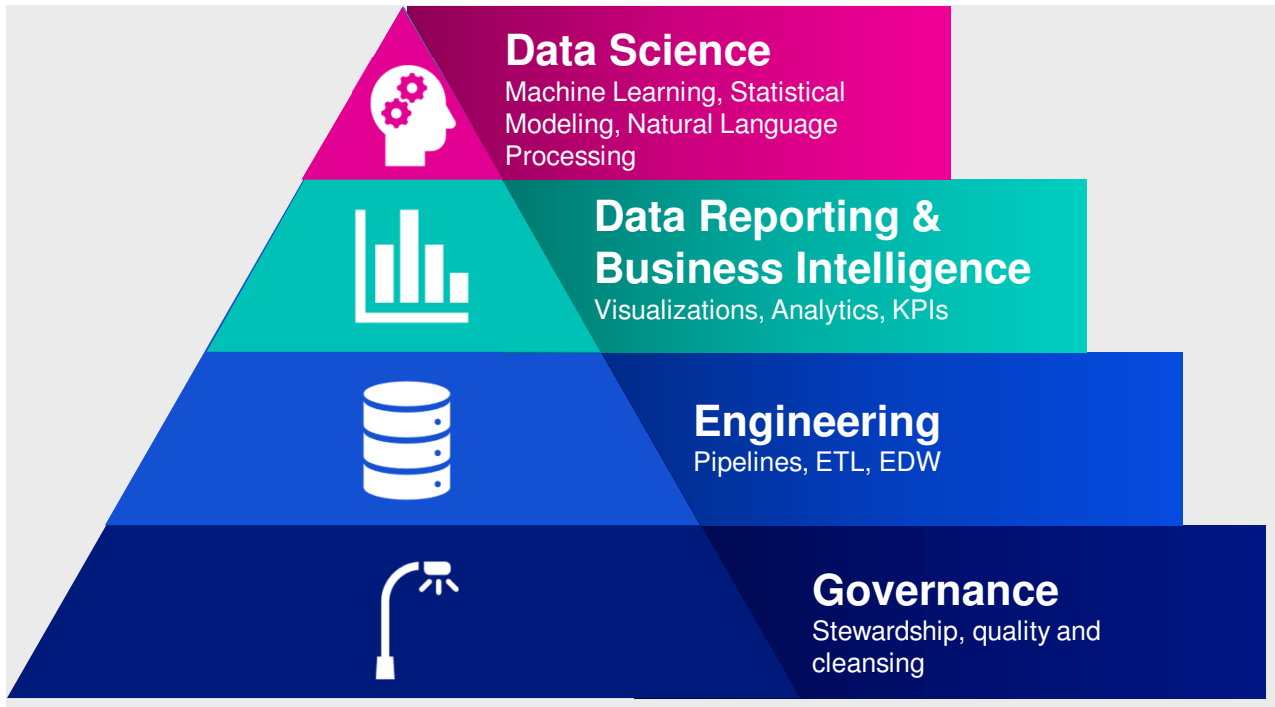 Data Science
Machine Learning, Statistical
Modeling, Natural Language
Processing
Data Reporting &
Business Intelligence
Visualizations, Analytics, KPIs
Engineering
Pipelines, ETL, EDW
Governance
Stewardship, quality and
cleansing